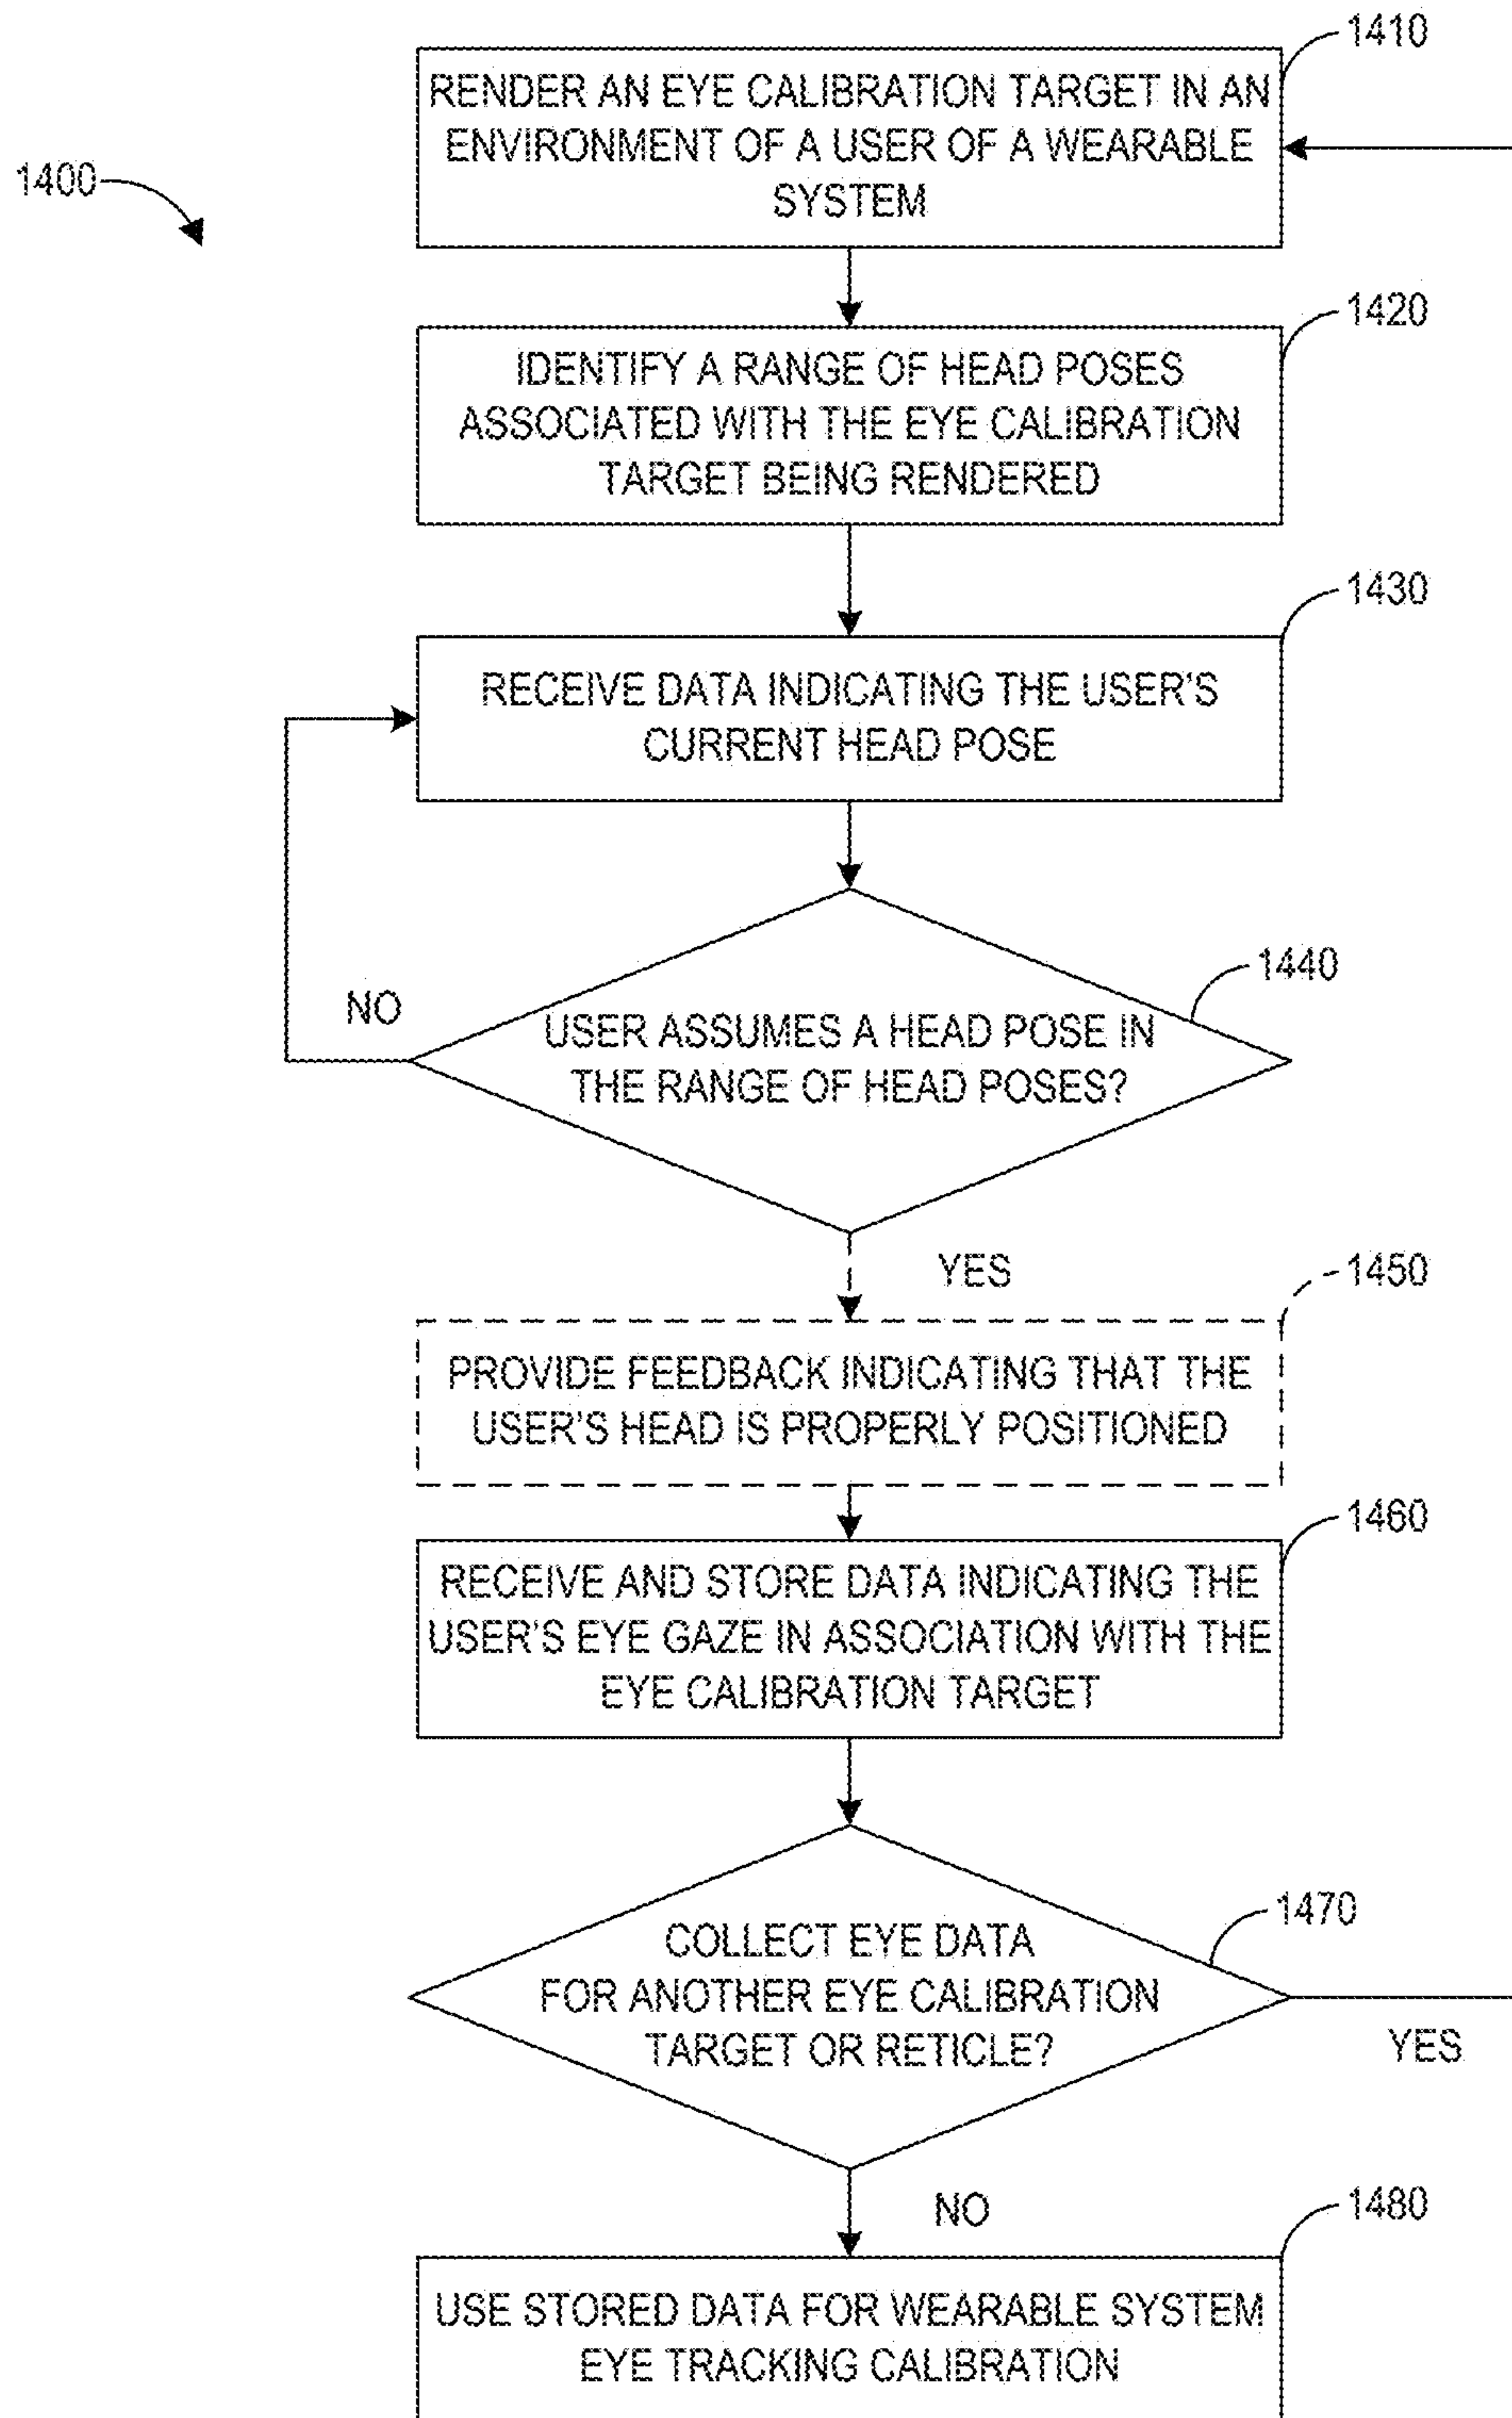 1410
RENDER AN EYE CALIBRATION TARGET IN AN
ENVIRONMENT OF A USER OF A WEARABLE
SYSTEM
1400
1420
IDENTIFY A RANGE OF HEAD POSES
ASSOCIATED WITH THE EYE CALIBRATION
TARGET BEING RENDERED
1430
RECEIVE DATA INDICATING THE USER'S
CURRENT HEAD POSE
1440
NO
USER ASSUMES A HEAD POSE IN
THE RANGE OF HEAD POSES?
YES
1450
PROVIDE FEEDBACK INDICATING THAT THE
USER'S HEAD IS PROPERLY POSITIONED
1460
RECEIVE AND STORE DATA INDICATING THE
USER'S EYE GAZE IN ASSOCIATION WITH THE
EYE CALIBRATION TARGET
1470
COLLECT EYE DATA
FOR ANOTHER EYE CALIBRATION
TARGET OR RETICLE?
YES
NO
1480
USE STORED DATA FOR WEARABLE SYSTEM
EYE TRACKING CALIBRATION